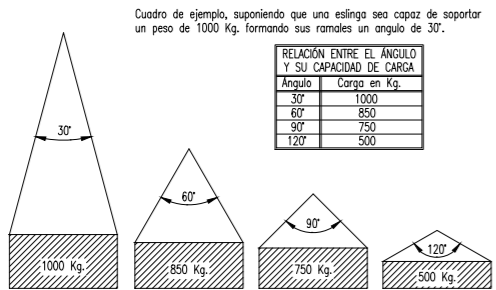 Cuadro de ejemplo, suponiendo que una eslinga sea capaz de soportar
un peso de 1000 Kg. formando sus ramales un angulo de 30°.
RELACIÓN ENTRE EL ÁNGULO
Y SU CAPACIDAD DE CARGA
Angulo Carga en Kg.
30° 1000
60° 850
90° 750
120° 500
30°
60°
90°
120°
1000 Kg.
850 Kg.
750 Kg.
500 Kg.